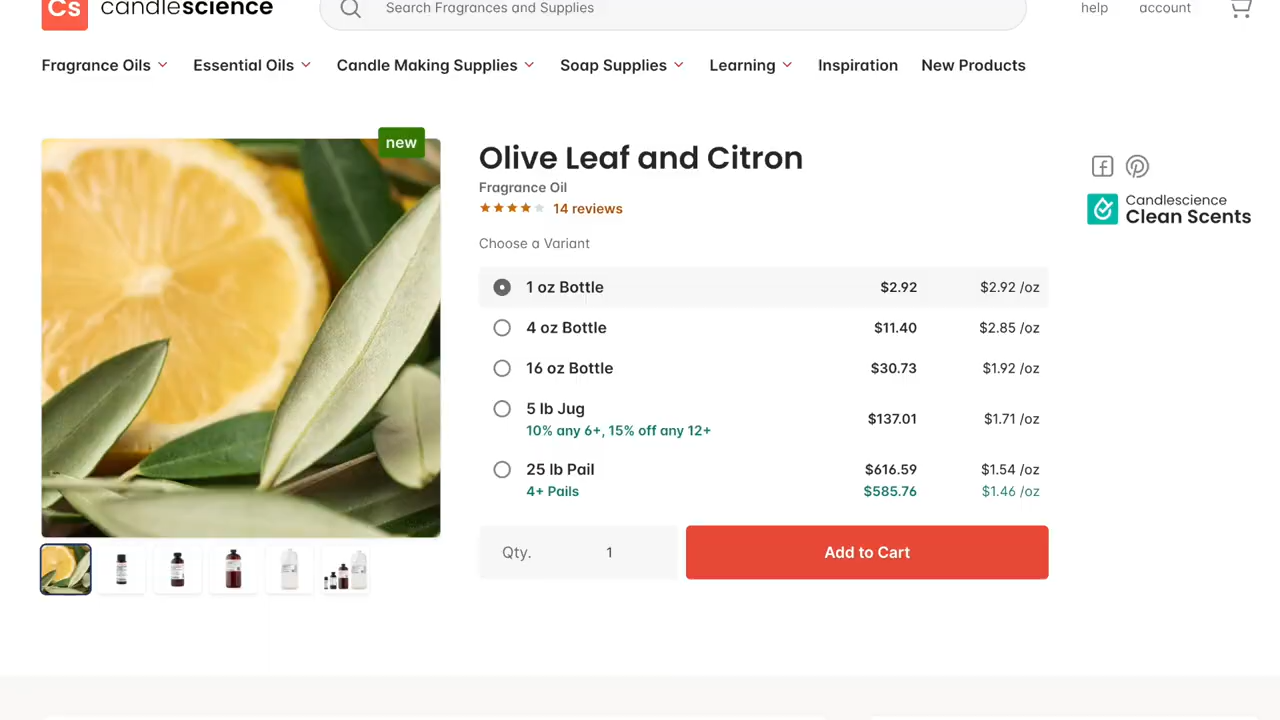 Cs candlescience
Search Fragrances and Supplies
help
account
Fragrance Oils
Essential Oils
Candle Making Supplies
Soap Supplies
Learning
Inspiration
New Products
new
Olive Leaf and Citron
Fragrance Oil
14 reviews
Candlescience
Clean Scents
Choose a Variant
1 oz Bottle $2.92 $2.92 /oz
4 oz Bottle $11.40 $2.85 /oz
16 oz Bottle $30.73 $1.92 /oz
5 lb Jug $137.01 $1.71 /oz
10% any 6+, 15% off any 12+
25 lb Pail $616.59 $1.54 /oz
4+ Pails $585.76 $1.46 /oz
Qty. 1
Add to Cart